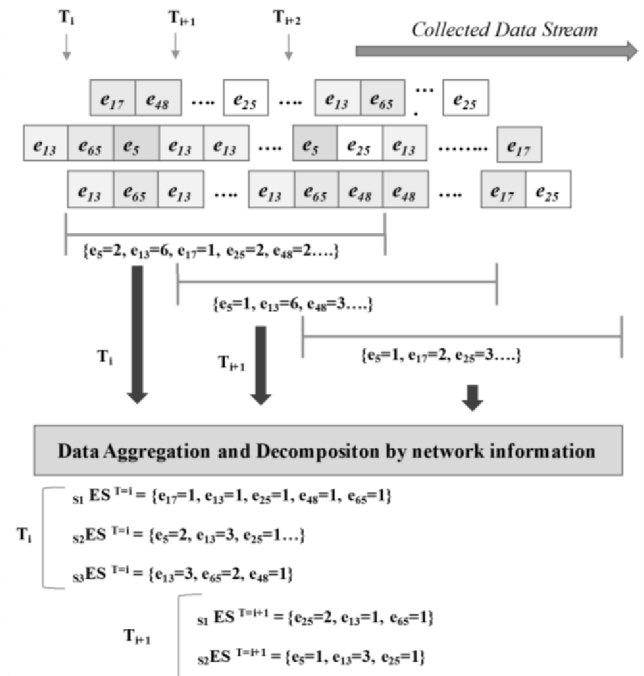 Ti Ti+1 Ti+2 Collected Data Stream
e17 e48 .... e25 .... e13 e65 ... . e25
e13 e65 e5 e13 e13 .... e5 e25 e13 ........ e17
e13 e65 e13 .... e13 e65 e48 e48 .... e17 e25
{e5=2, e13=6, e17=1, e25=2, e48=2....}
{e5=1, e13=6, e48=3....}
Ti
Ti+1
{e5=1, e17=2, e25=3....}
Data Aggregation and Decompositon by network information
s1 ES T=i = {e17=1, e13=1, e25=1, e48=1, e65=1}
Ti s2ES T=i = {e5=2, e13=3, e25=1...}
s3ES T=i = {e13=3, e65=2, e48=1}
s1 ES T=i+1 = {e25=2, e13=1, e65=1}
Ti+1
s2ES T=i+1 = {e5=1, e13=3, e25=1}